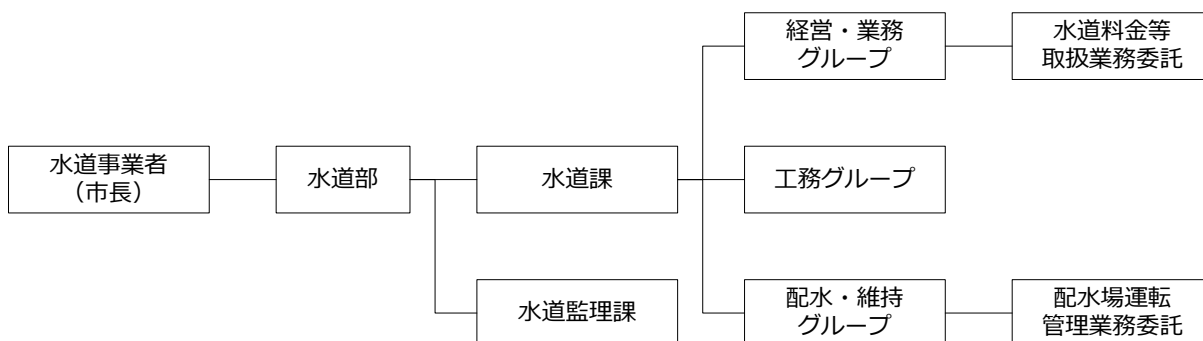 経営・業務
グループ
水道料金等
取扱業務委託
水道事業者
（市長）
水道部
水道課
工務グループ
水道監理課
配水・維持
グループ
配水場運転
管理業務委託